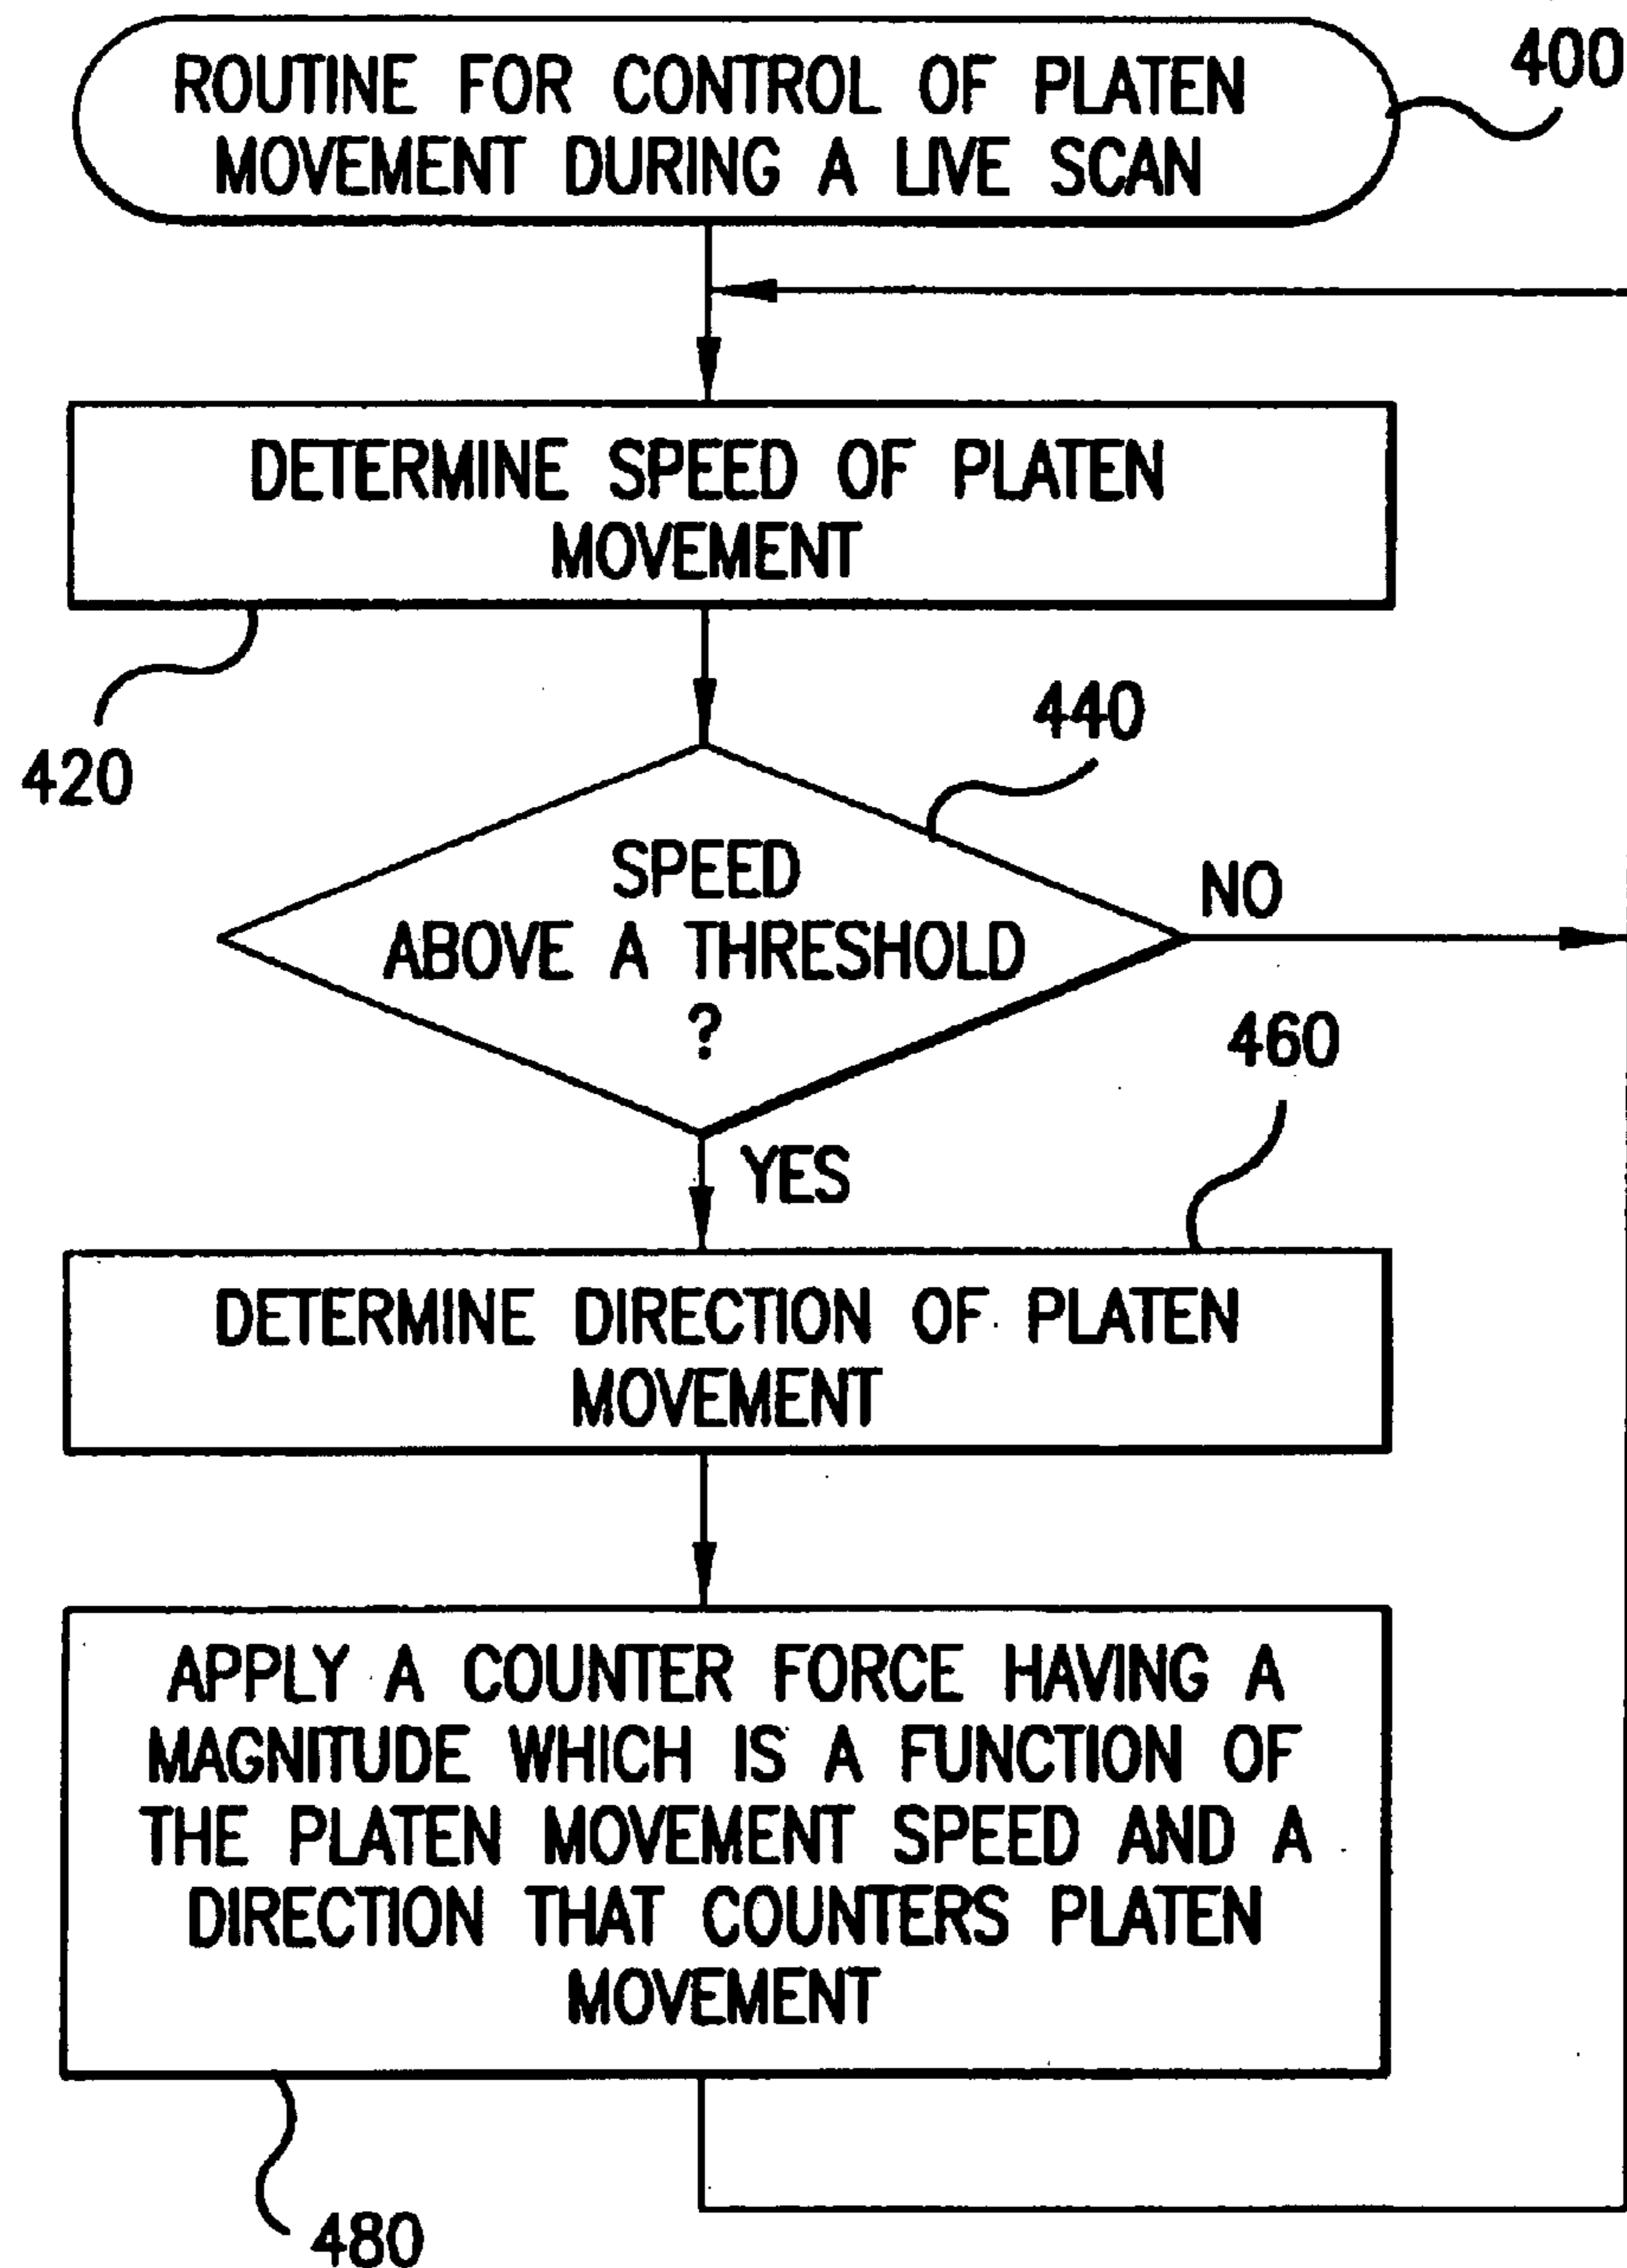 ROUTINE FOR CONTROL OF PLATEN
MOVEMENT DURING A LIVE SCAN
400
DETERMINE SPEED OF PLATEN
MOVEMENT
420
440
SPEED
ABOVE A THRESHOLD
?
NO
YES
460
DETERMINE DIRECTION OF PLATEN
MOVEMENT
APPLY A COUNTER FORCE HAVING A
MAGNITUDE WHICH IS A FUNCTION OF
THE PLATEN MOVEMENT SPEED AND A
DIRECTION THAT COUNTERS PLATEN
MOVEMENT
480